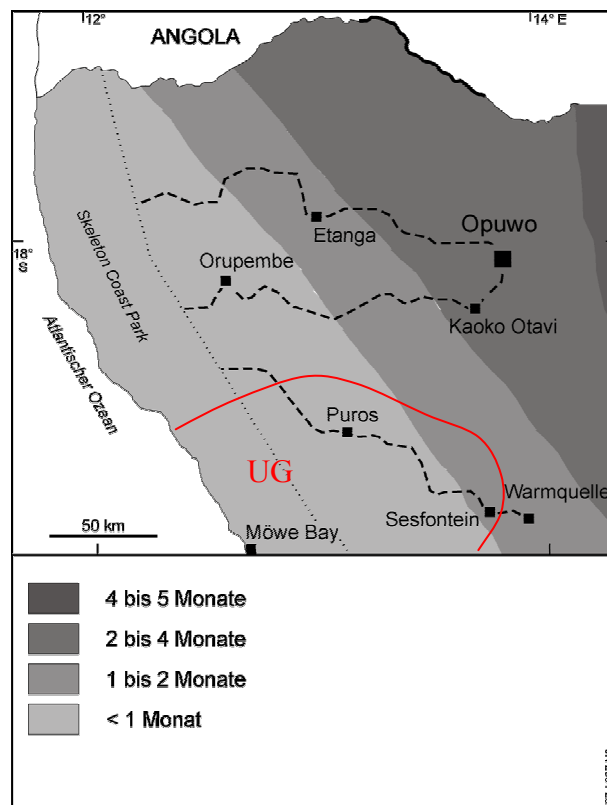 12°
14° E
ANGOLA
Skeleton Coast Park
Etanga
Opuwo
18°
S
Orupembe
Kaoko Otavi
Atlantischer Ozean
Puros
UG
Warmquelle
Sesfontein
50 km
Möwe Bay
4 bis 5 Monate
2 bis 4 Monate
1 bis 2 Monate
< 1 Monat